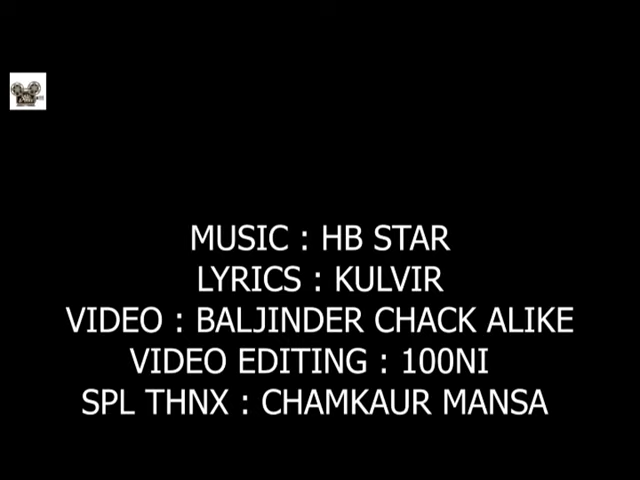 MUSIC : HB STAR
LYRICS : KULVIR
VIDEO : BALJINDER CHACK ALIKE
VIDEO EDITING : 100NI
SPL THNX : CHAMKAUR MANSA